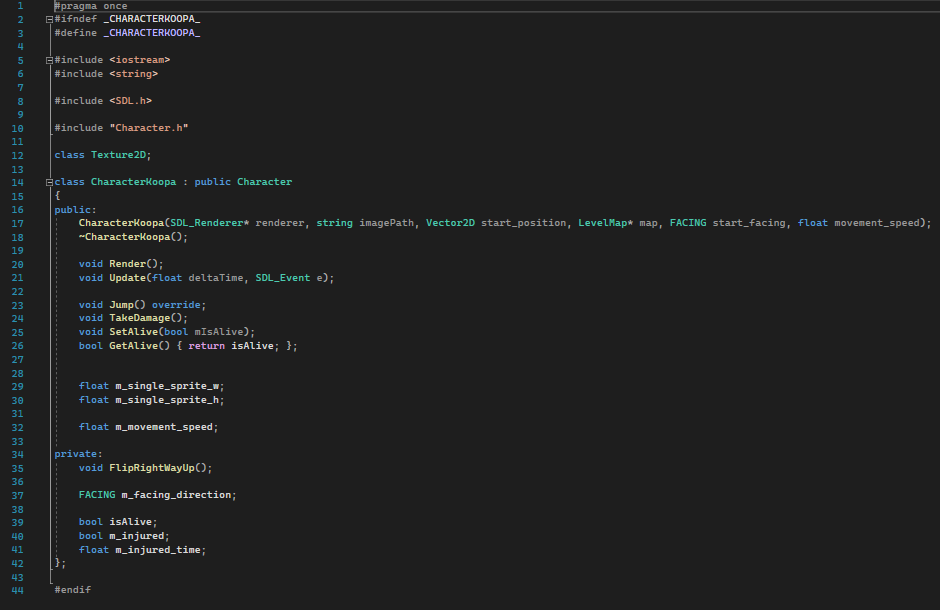 1 #pragma once
2 #ifndef _CHARACTERKOOPA_
3 #define _CHARACTERKOOPA_
4
5 #include <iostream>
6 #include <string>
7
8 #include <SDL.h>
9
10 #include "Character.h"
11
12 class Texture2D;
13
14 class CharacterKoopa : public Character
15 {
16 public:
17     CharacterKoopa(SDL_Renderer* renderer, string imagePath, Vector2D start_position, LevelMap* map, FACING start_facing, float movement_speed);
18     ~CharacterKoopa();
19
20     void Render();
21     void Update(float deltaTime, SDL_Event e);
22
23     void Jump() override;
24     void TakeDamage();
25     void SetAlive(bool mIsAlive);
26     bool GetAlive() { return isAlive; };
27
28
29     float m_single_sprite_w;
30     float m_single_sprite_h;
31
32     float m_movement_speed;
33
34 private:
35     void FlipRightWayUp();
36
37     FACING m_facing_direction;
38
39     bool isAlive;
40     bool m_injured;
41     float m_injured_time;
42 };
43
44 #endif